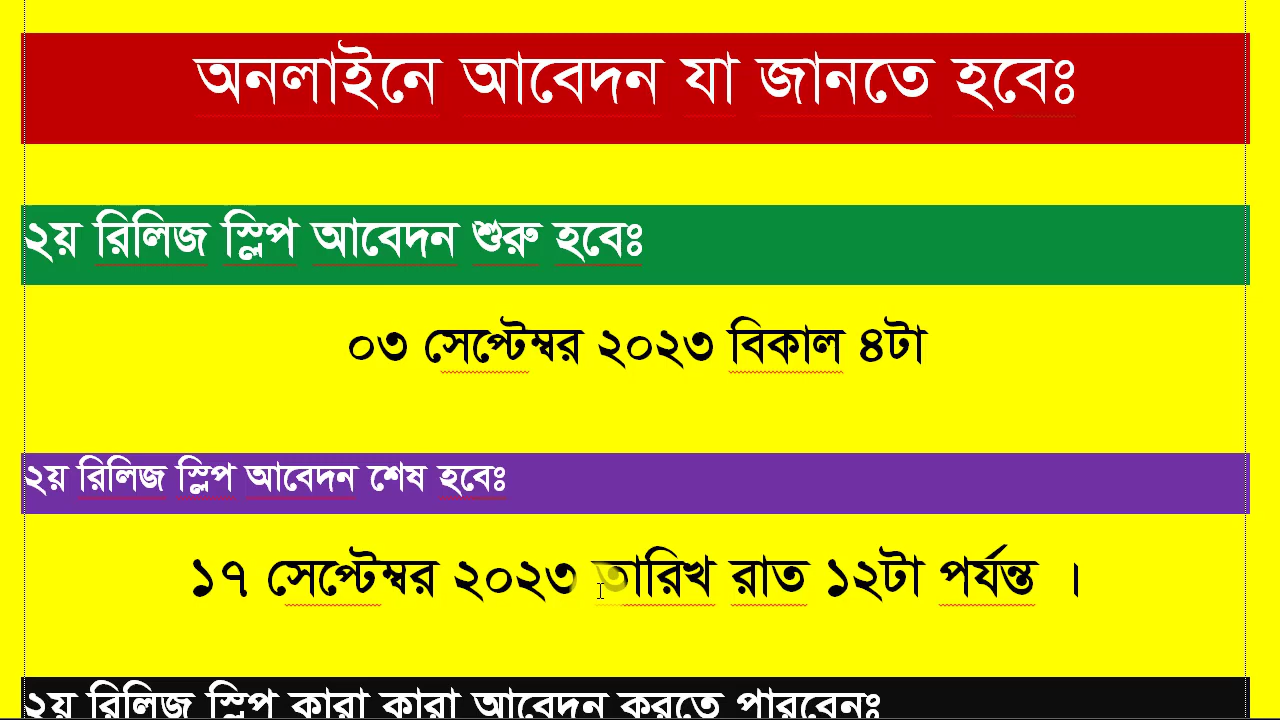 অনলাইনে আবেদন যা জানতে হবেঃ
২য় রিলিজ স্লিপ আবেদন শুরু হবেঃ
০৩ সেপ্টেম্বর ২০২৩ বিকাল ৪টা
২য় রিলিজ স্লিপ আবেদন শেষ হবেঃ
১৭ সেপ্টেম্বর ২০২৩ তারিখ রাত ১২টা পর্যন্ত ।
২য় রিলিজ স্লিপ কারা কারা আবেদন করতে পারবেনঃ